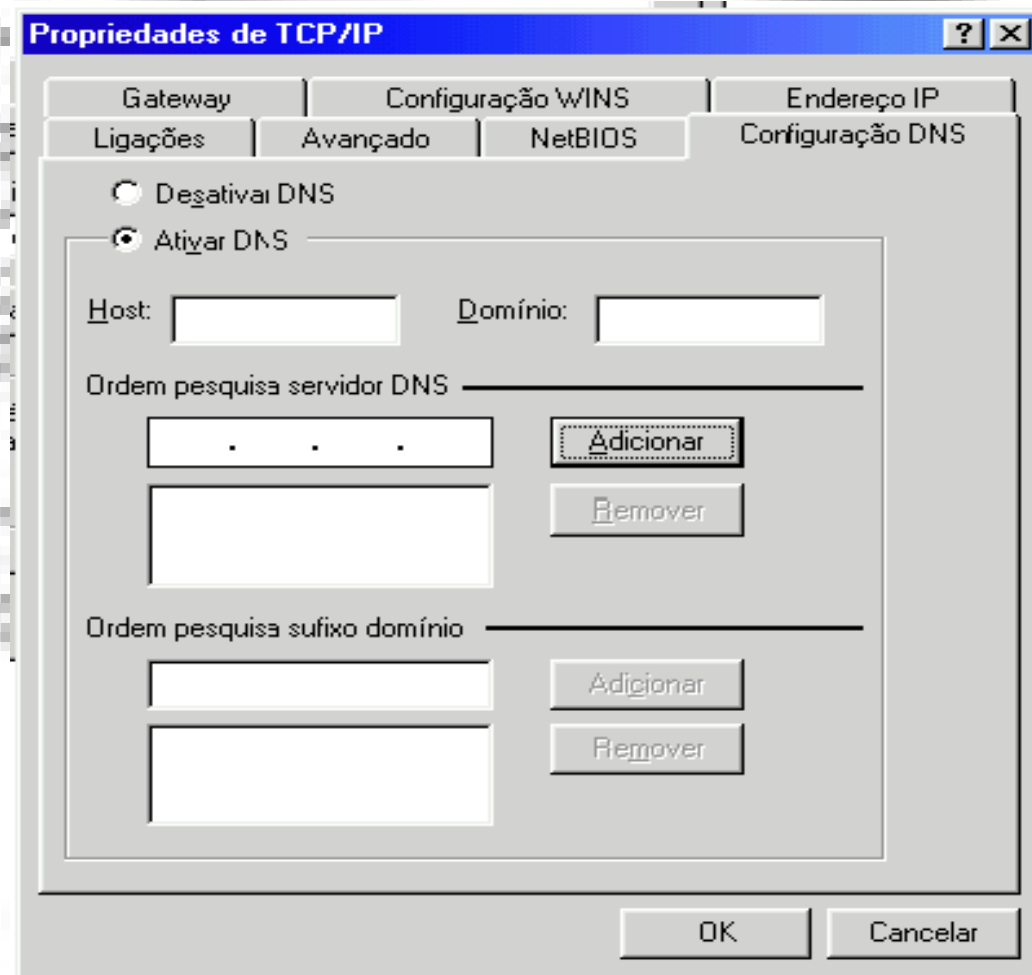 Propriedades de TCP/IP
Gateway
Configuração WINS
Endereço IP
Ligações
Avançado
NetBIOS
Configuração DNS
Desativar DNS
Ativar DNS
Host:
Domínio:
Ordem pesquisa servidor DNS
. . .
Adicionar
Remover
Ordem pesquisa sufixo domínio
Adicionar
Remover
OK
Cancelar